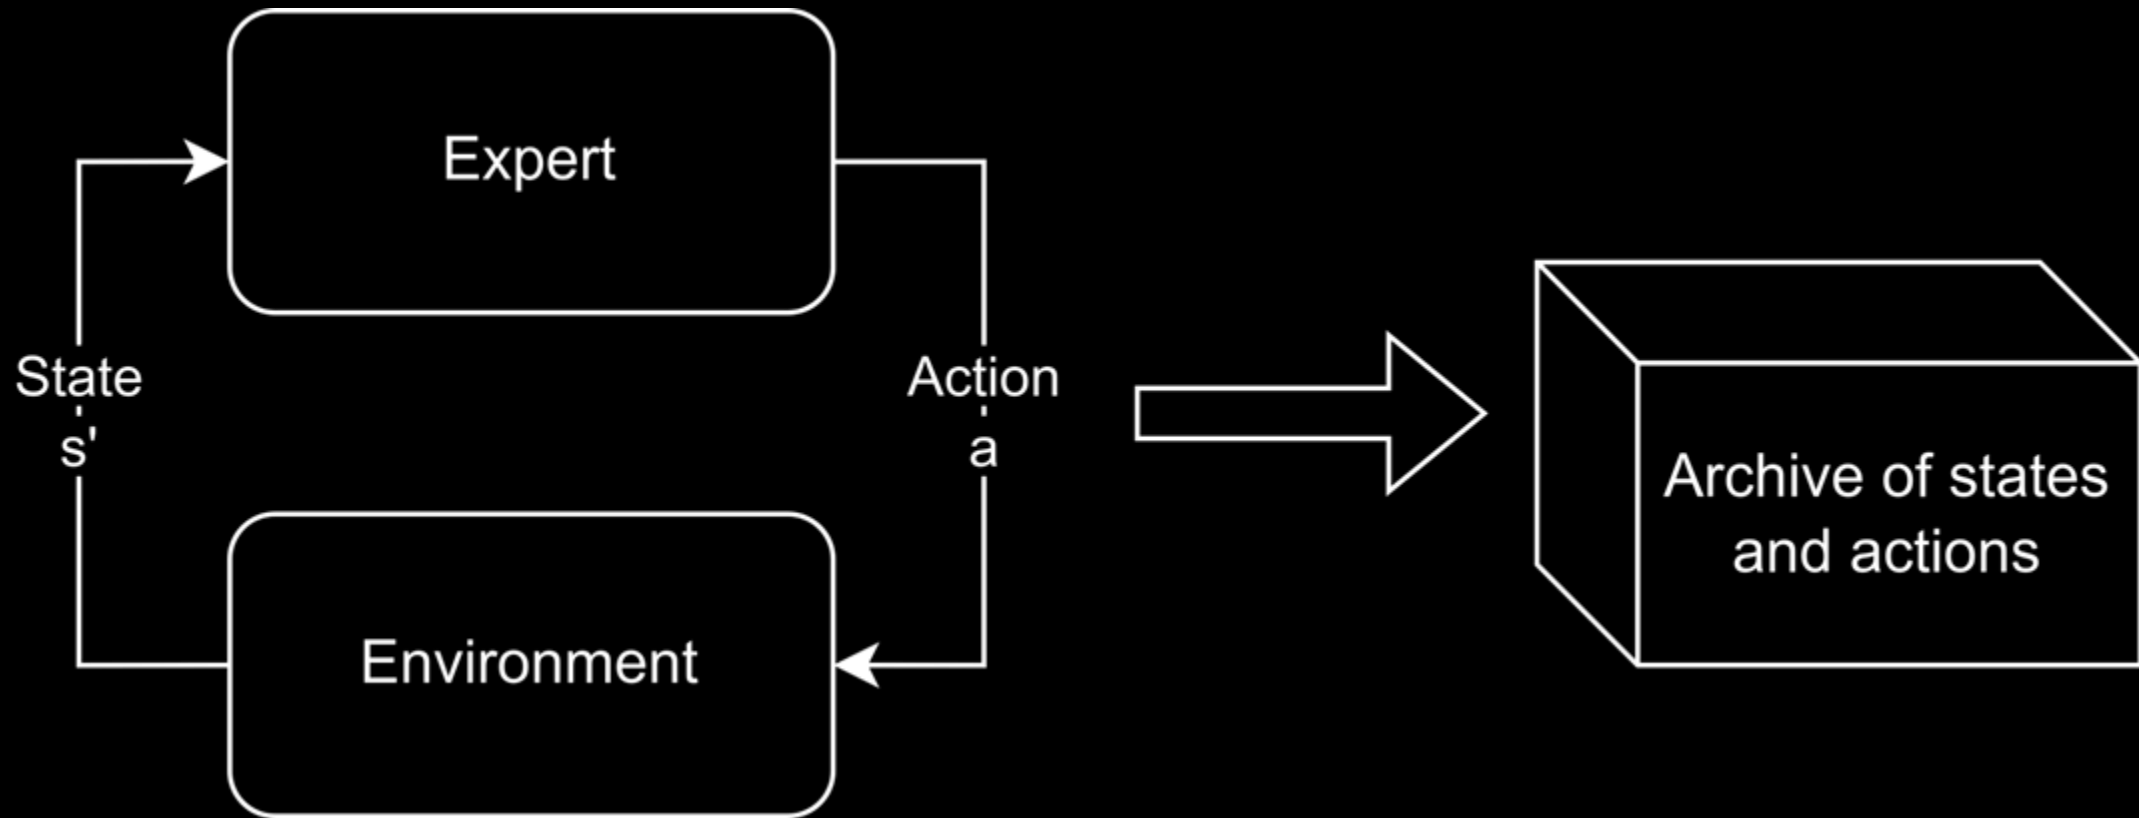 Expert
State
s'
Action
a
Archive of states
and actions
Environment